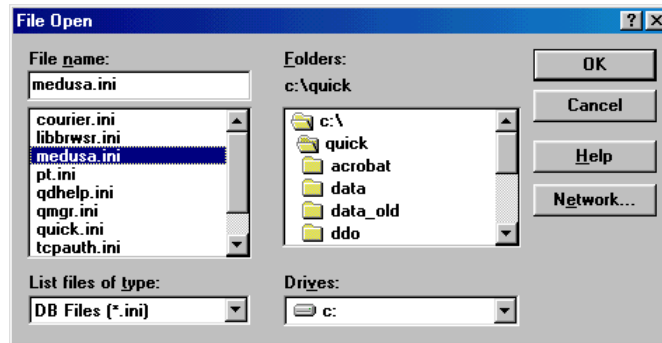 File Open
File name:
medusa.ini
courier.ini
libbrwsr.ini
medusa.ini
pt.ini
qdhelp.ini
qmgr.ini
quick.ini
tcpauth.ini
List files of type:
DB Files (*.ini)
Folders:
c:\quick
c:\
quick
acrobat
data
data_old
ddo
Drives:
c:
OK
Cancel
Help
Network...